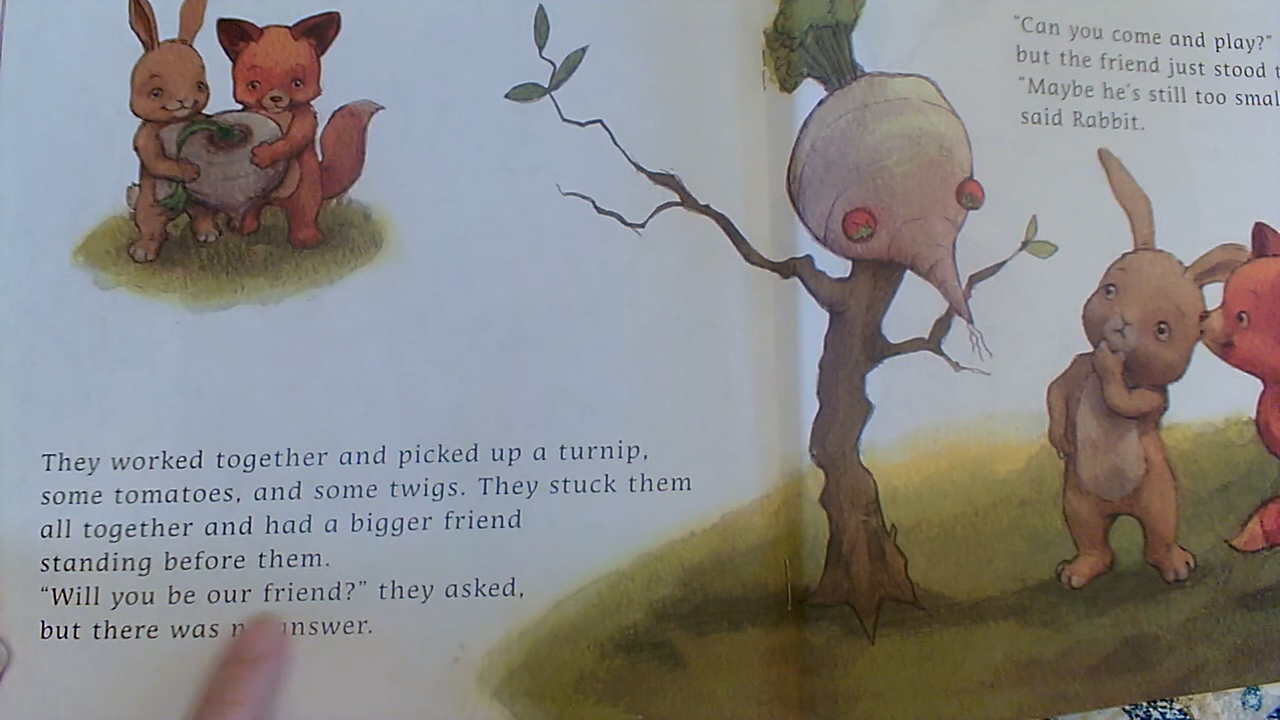 They worked together and picked up a turnip,
some tomatoes, and some twigs. They stuck them
all together and had a bigger friend
standing before them.
"Will you be our friend?" they asked,
but there was answer.
"Can you come and play?"
but the friend just stood
"Maybe he's still too
said Rabbit.